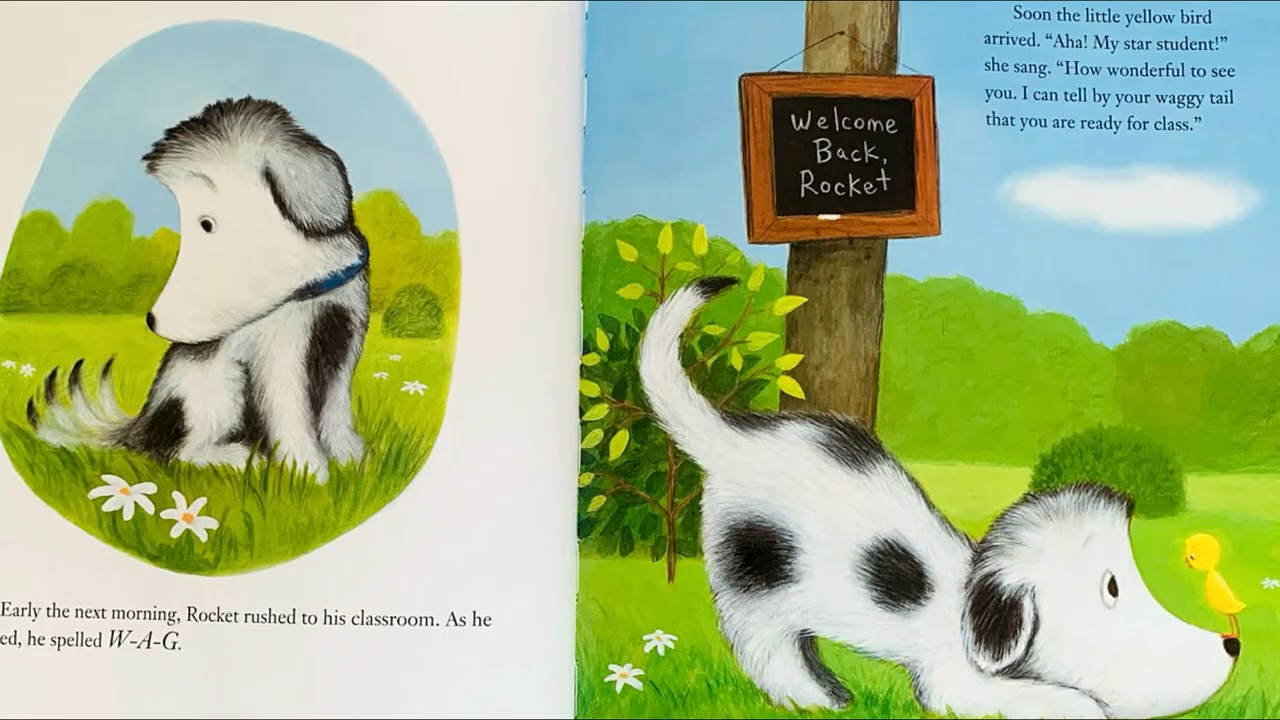 Early the next morning, Rocket rushed to his classroom. As he
ed, he spelled W-A-G.
Welcome
Back,
Rocket
Soon the little yellow bird
arrived. “Aha! My star student!”
she sang. “How wonderful to see
you. I can tell by your waggy tail
that you are ready for class.”